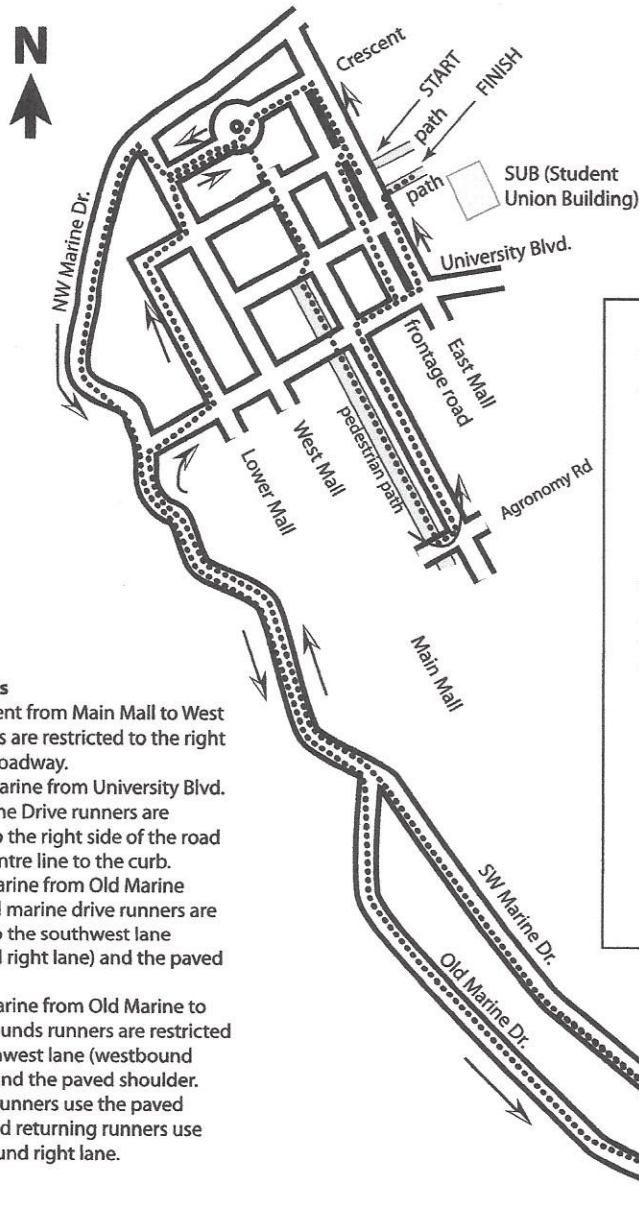 N
Crescent
START
path
FINISH
path
SUB (Student
Union Building)
NW Marine Dr.
University Blvd.
East Mall
frontage road
pedestrian path
West Mall
Lower Mall
Agronomy Rd
Main Mall
SW Marine Dr.
Old Marine Dr.
s
ent from Main Mall to West
s are restricted to the right
oadway.
arine from University Blvd.
ne Drive runners are
o the right side of the road
ntre line to the curb.
arine from Old Marine
d marine drive runners are
o the southwest lane
d right lane) and the paved
arine from Old Marine to
unds runners are restricted
hwest lane (westbound
nd the paved shoulder.
unners use the paved
d returning runners use
und right lane.